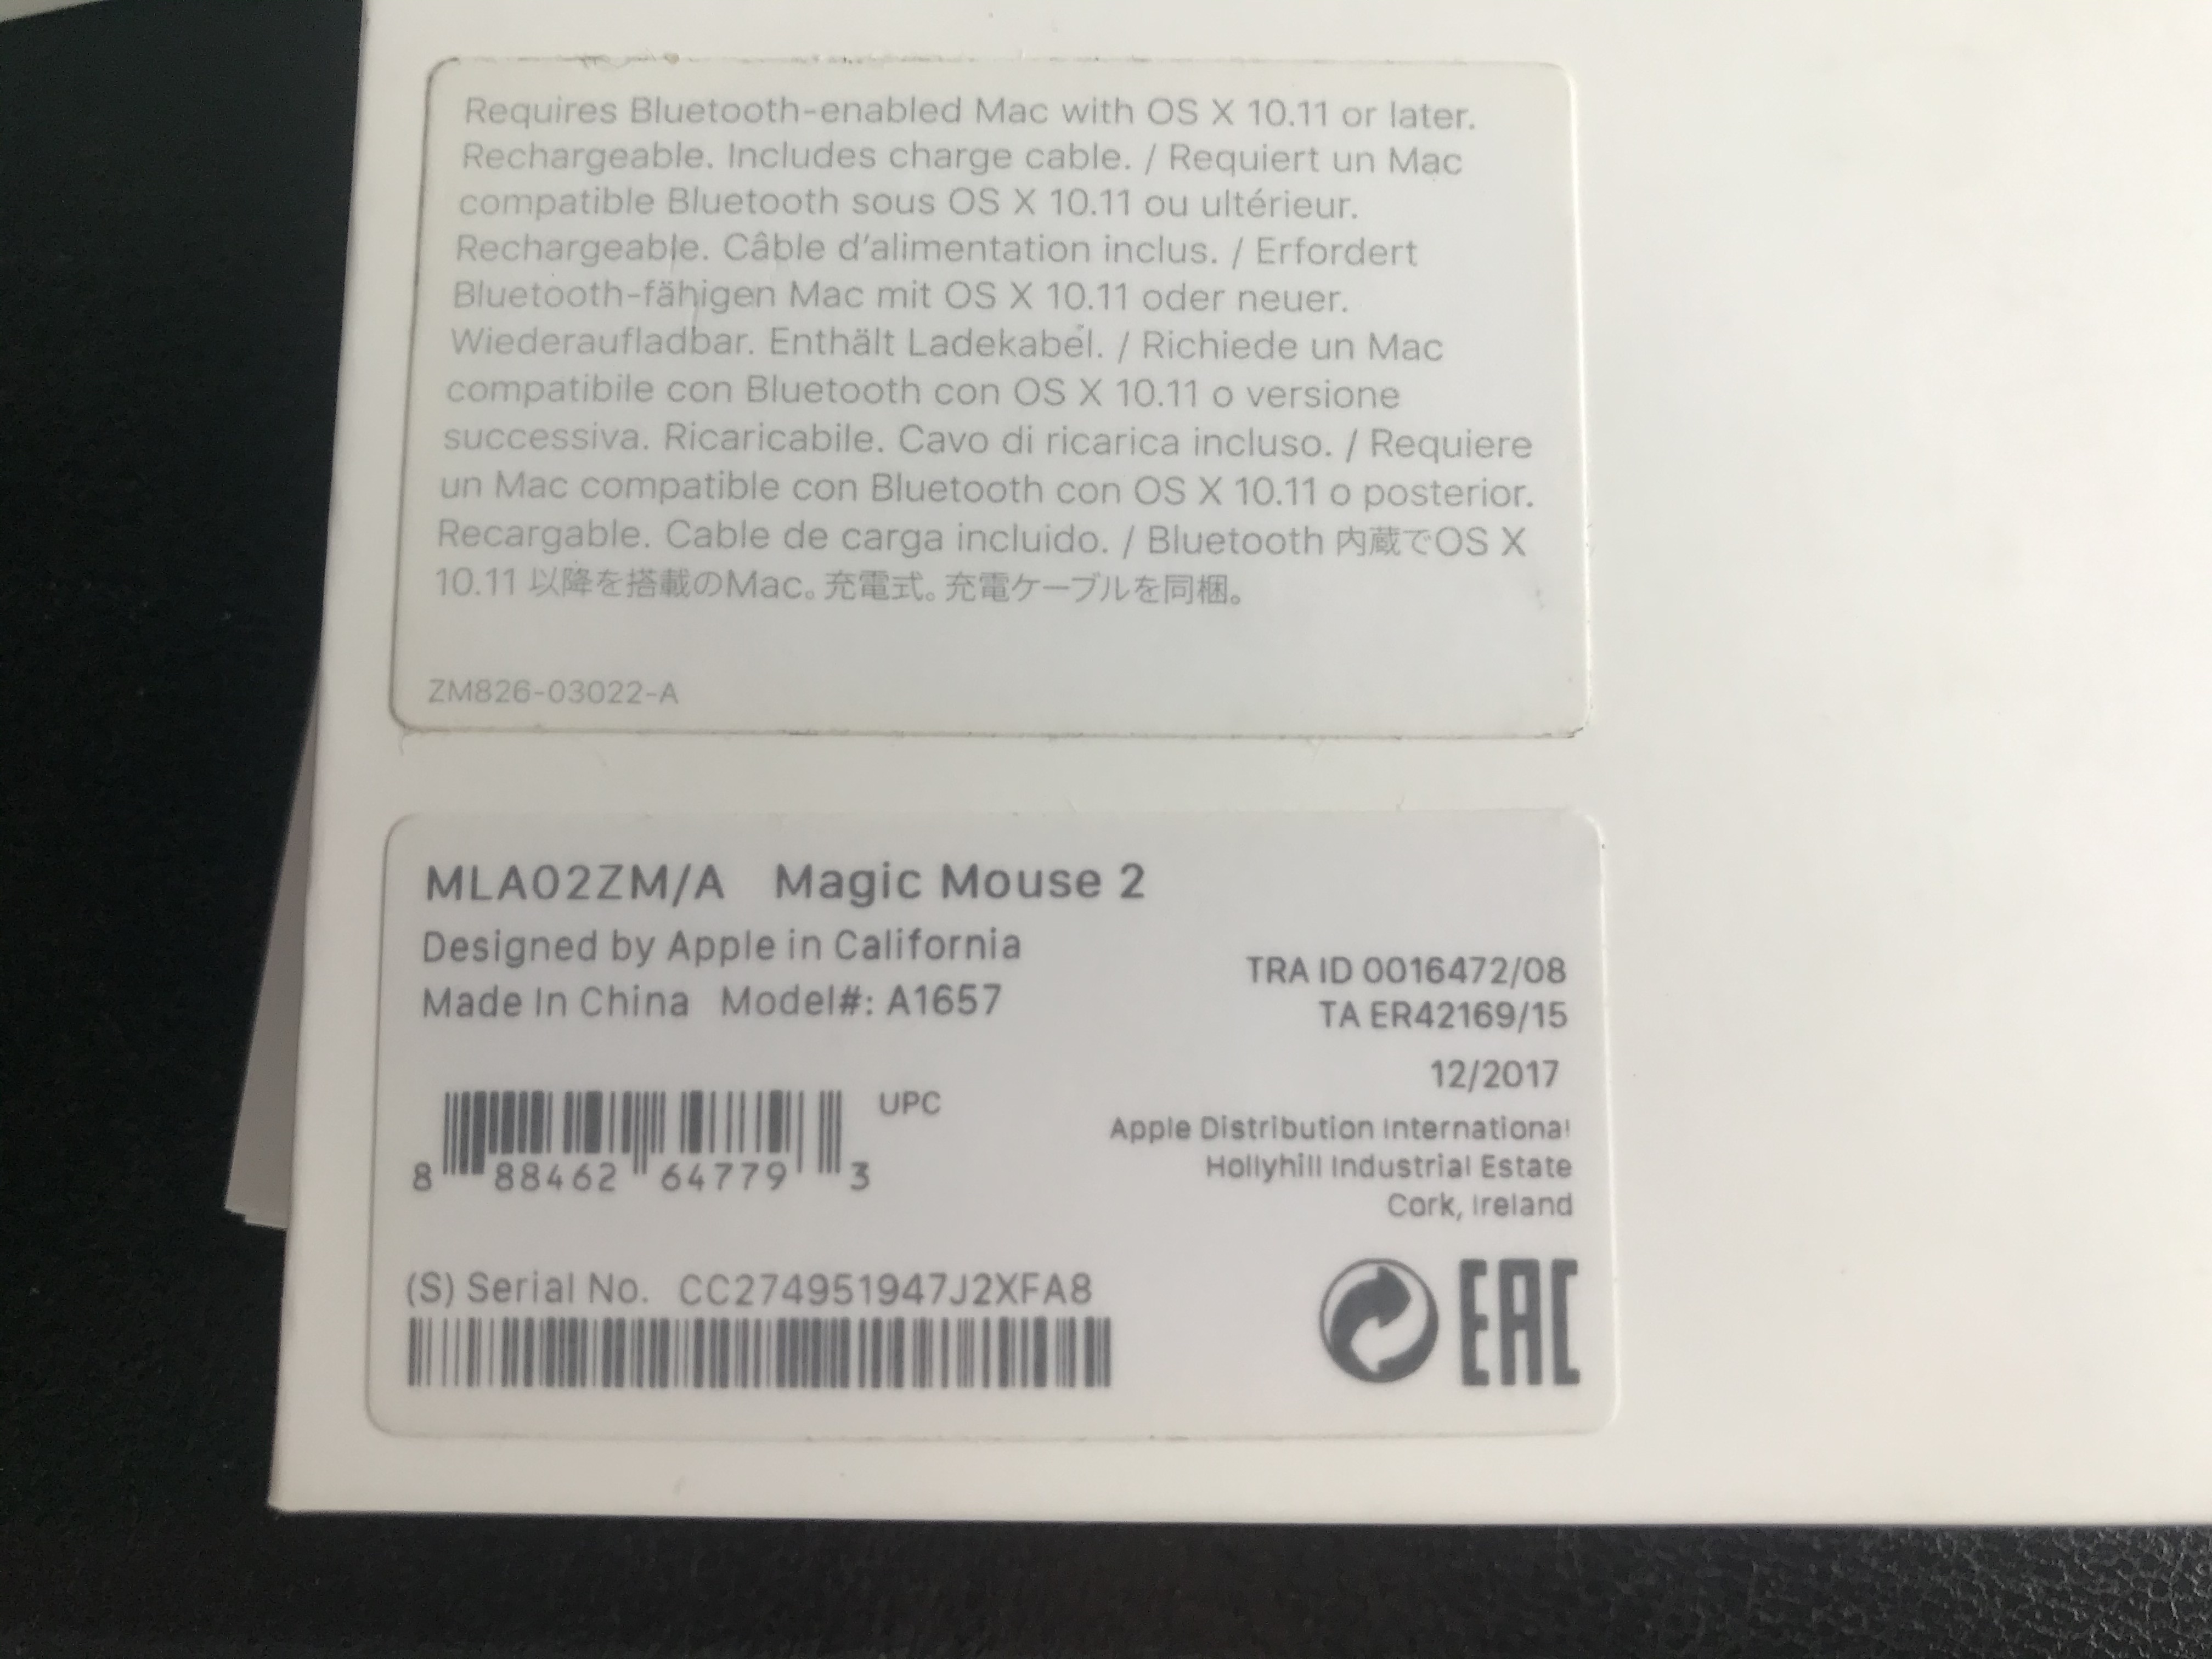 Requires Bluetooth-enabled Mac with OS X 10.11 or later.
Rechargeable. Includes charge cable. / Requiert un Mac
compatible Bluetooth sous OS X 10.11 ou ultérieur.
Rechargeable. Câble d’alimentation inclus. / Erfordert
Bluetooth-fähigen Mac mit OS X 10.11 oder neuer.
Wiederaufladbar. Enthält Ladekabel. / Richiede un Mac
compatibile con Bluetooth con OS X 10.11 o versione
successiva. Ricaricabile. Cavo di ricarica incluso. / Requiere
un Mac compatible con Bluetooth con OS X 10.11 o posterior.
Recargable. Cable de carga incluido. / Bluetooth 内蔵でOS X
10.11 以降を搭載のMac。充電式。充電ケーブルを同梱。
ZM826-03022-A
MLA02ZM/A Magic Mouse 2
Designed by Apple in California
Made In China Model#: A1657
TRA ID 0016472/08
TA ER42169/15
12/2017
UPC
8 88462 64779 3
Apple Distribution International
Hollyhill Industrial Estate
Cork, Ireland
(S) Serial No. CC274951947J2XFA8
EAC